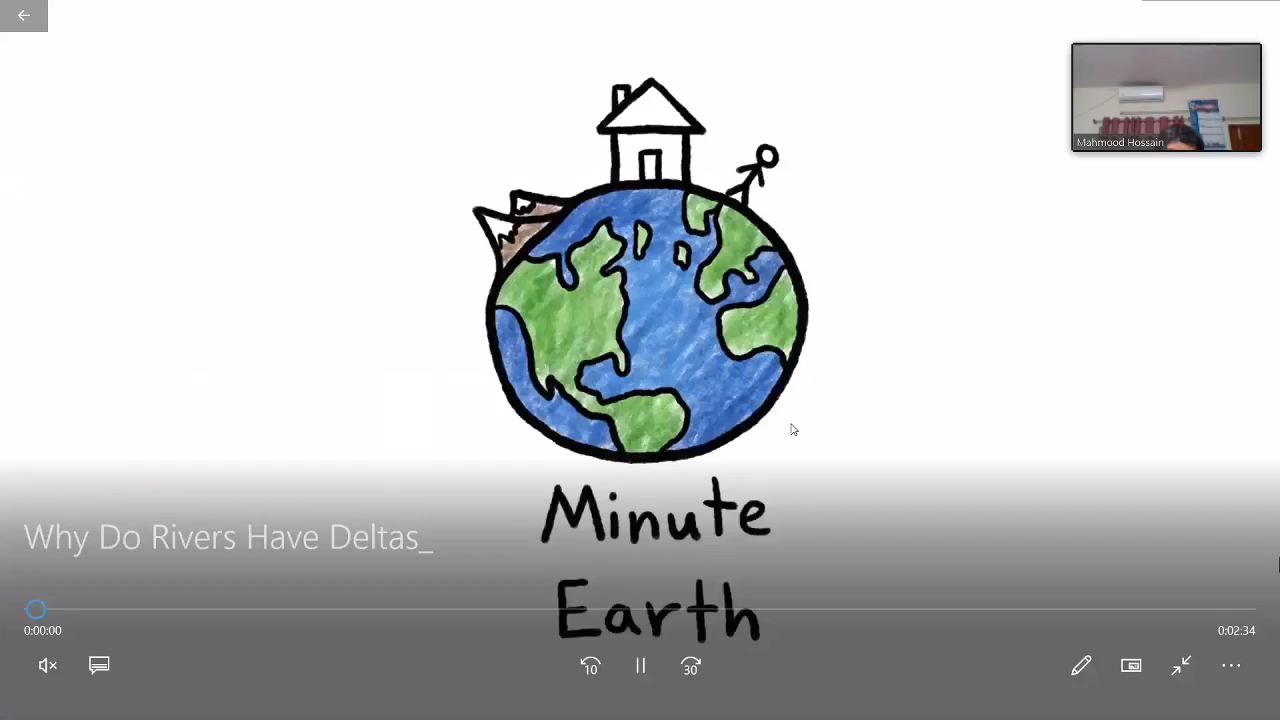 Mahmood Hossain
Minute
Earth
Why Do Rivers Have Deltas_
0:00:00
0:02:34
10
30